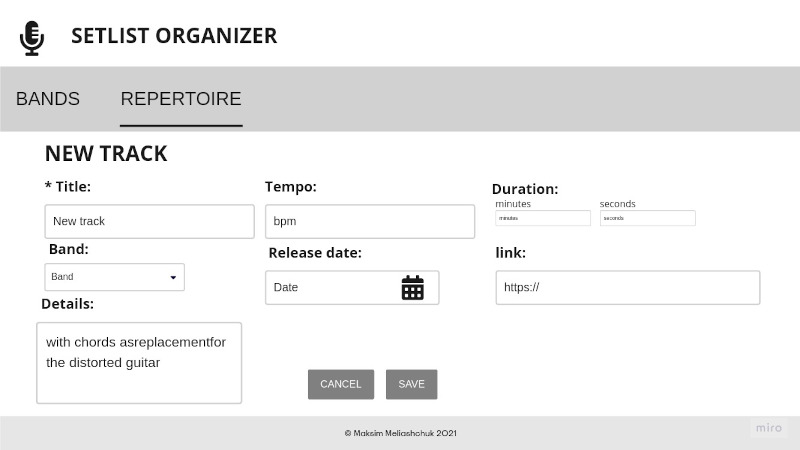 SETLIST ORGANIZER
BANDS REPERTOIRE
NEW TRACK
* Title: Tempo: Duration:
minutes seconds
New track bpm minutes seconds
Band: Release date: link:
Band Date https://
Details:
with chords asreplacementfor
the distorted guitar
CANCEL SAVE
© Maksim Meliashchuk 2021
miro